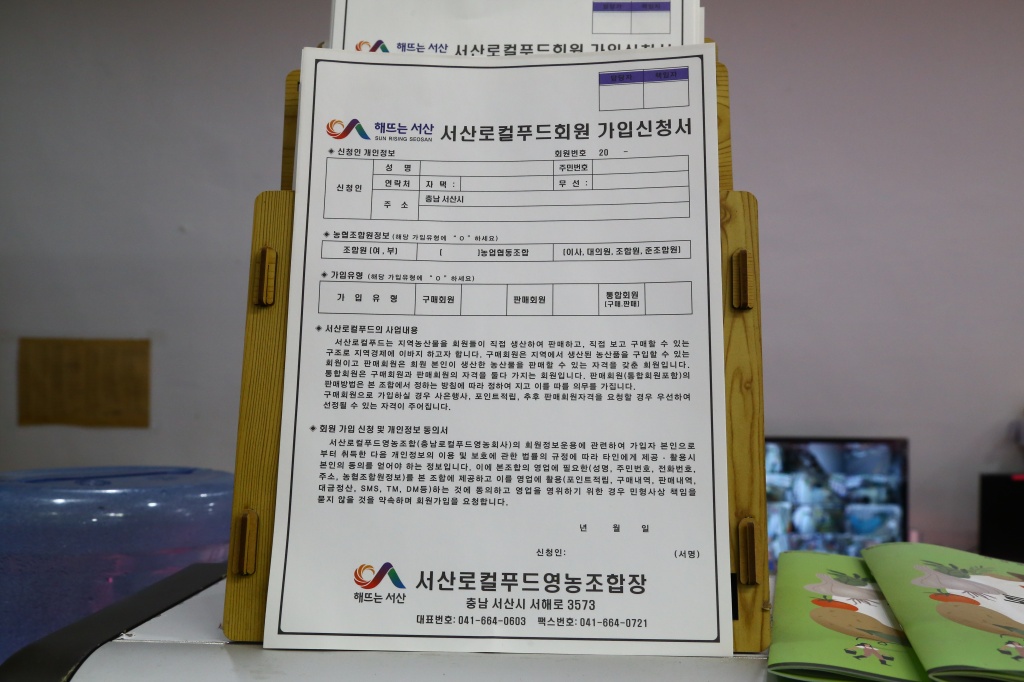 해뜨는 서산 서산로컬푸드회원 가입신청서
해뜨는 서산 서산로컬푸드회원 가입신청서
SUN RISING SEOSAN
◈ 신청인 개인정보 회원번호 20 -
신청인 성 명 주민번호
연락처 자 택 : 무 선 :
주 소 충남 서산시
◈ 농협조합원정보 (해당 가입유형에 "O" 하세요)
조합원 (여, 부) [ ]농업협동조합 [이사, 대의원, 조합원, 준조합원]
◈ 가입유형 (해당 가입유형에 "O" 하세요)
가 입 유 형 구매회원 판매회원 통합회원
[구매,판매]
◈ 서산로컬푸드의 사업내용
서산로컬푸드는 지역농산물을 회원들이 직접 생산하여 판매하고, 직접 보고 구매할 수 있는
구조로 지역경제에 이바지 하고자 합니다. 구매회원은 지역에서 생산된 농산품을 구입할 수 있는
회원이고 판매회원은 회원 본인이 생산한 농산물을 판매할 수 있는 자격을 갖춘 회원입니다.
통합회원은 구매회원과 판매회원의 자격을 둘다 가지는 회원입니다. 판매회원(통합회원포함)의
판매방법은 본 조합에서 정하는 방침에 따라 정하여 지고 이를 따를 의무를 가집니다.
구매회원으로 가입하실 경우 사은행사, 포인트적립, 추후 판매회원자격을 요청할 경우 우선하여
선정될 수 있는 자격이 주어집니다.
◈ 회원 가입 신청 및 개인정보 동의서
서산로컬푸드영농조합(충남로컬푸드영농회사)의 회원정보운용에 관련하여 가입자 본인으로
부터 취득한 다음 개인정보의 이용 및 보호에 관한 법률의 규정에 따라 타인에게 제공 · 활용시
본인의 동의를 얻어야 하는 정보입니다. 이에 본조합의 영업에 필요한(성명, 주민번호, 전화번호,
주소, 농협조합원정보)를 본 조합에 제공하고 이를 영업에 활용(포인트적립, 구매내역, 판매내역,
대금정산, SMS, TM, DM등)하는 것에 동의하고 영업을 영위하기 위한 경우 민형사상 책임을
묻지 않을 것을 약속하며 회원가입을 요청합니다.
년 월 일
신청인: (서명)
해뜨는 서산 서산로컬푸드영농조합장
충남 서산시 서해로 3573
대표번호: 041-664-0603 팩스번호: 041-664-0721